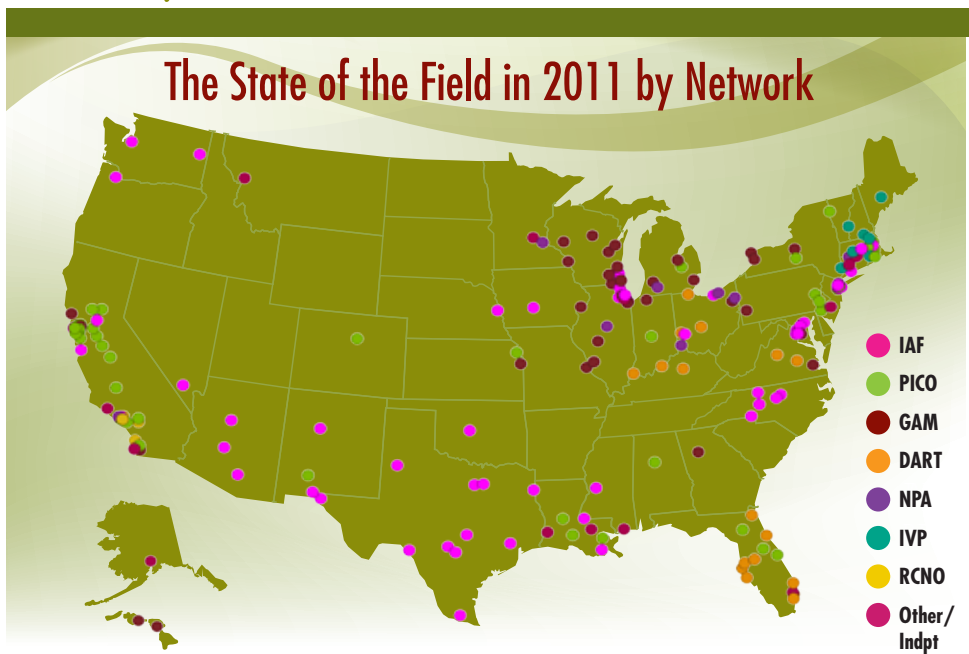 The State of the Field in 2011 by Network
IAF
PICO
GAM
DART
NPA
IVP
RCNO
Other/
Indpt